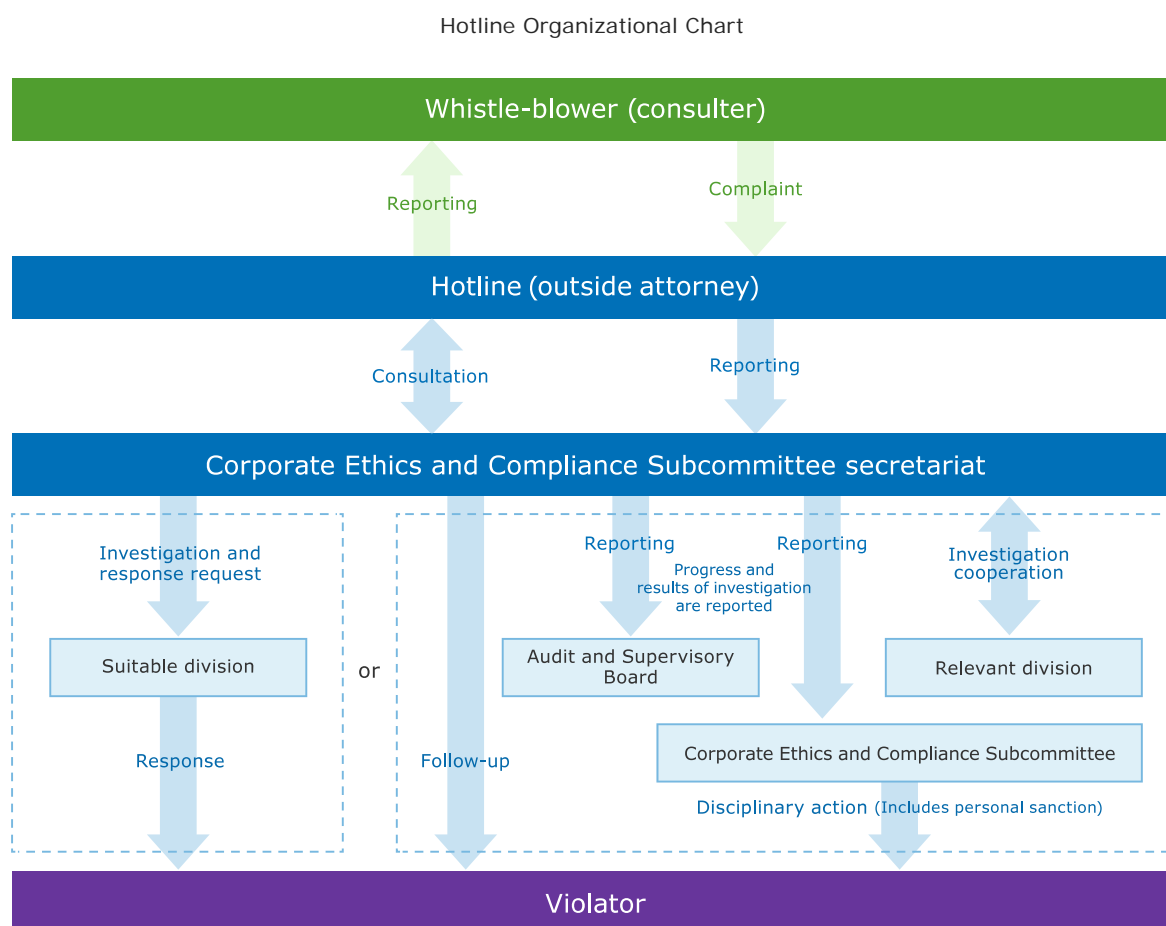 Hotline Organizational Chart
Whistle-blower (consulter)
Reporting
Complaint
Hotline (outside attorney)
Consultation
Reporting
Corporate Ethics and Compliance Subcommittee secretariat
Investigation and
response request
Reporting
Reporting
Progress and
results of investigation
are reported
Investigation
cooperation
Suitable division
or
Audit and Supervisory
Board
Relevant division
Response
Follow-up
Corporate Ethics and Compliance Subcommittee
Disciplinary action (Includes personal sanction)
Violator